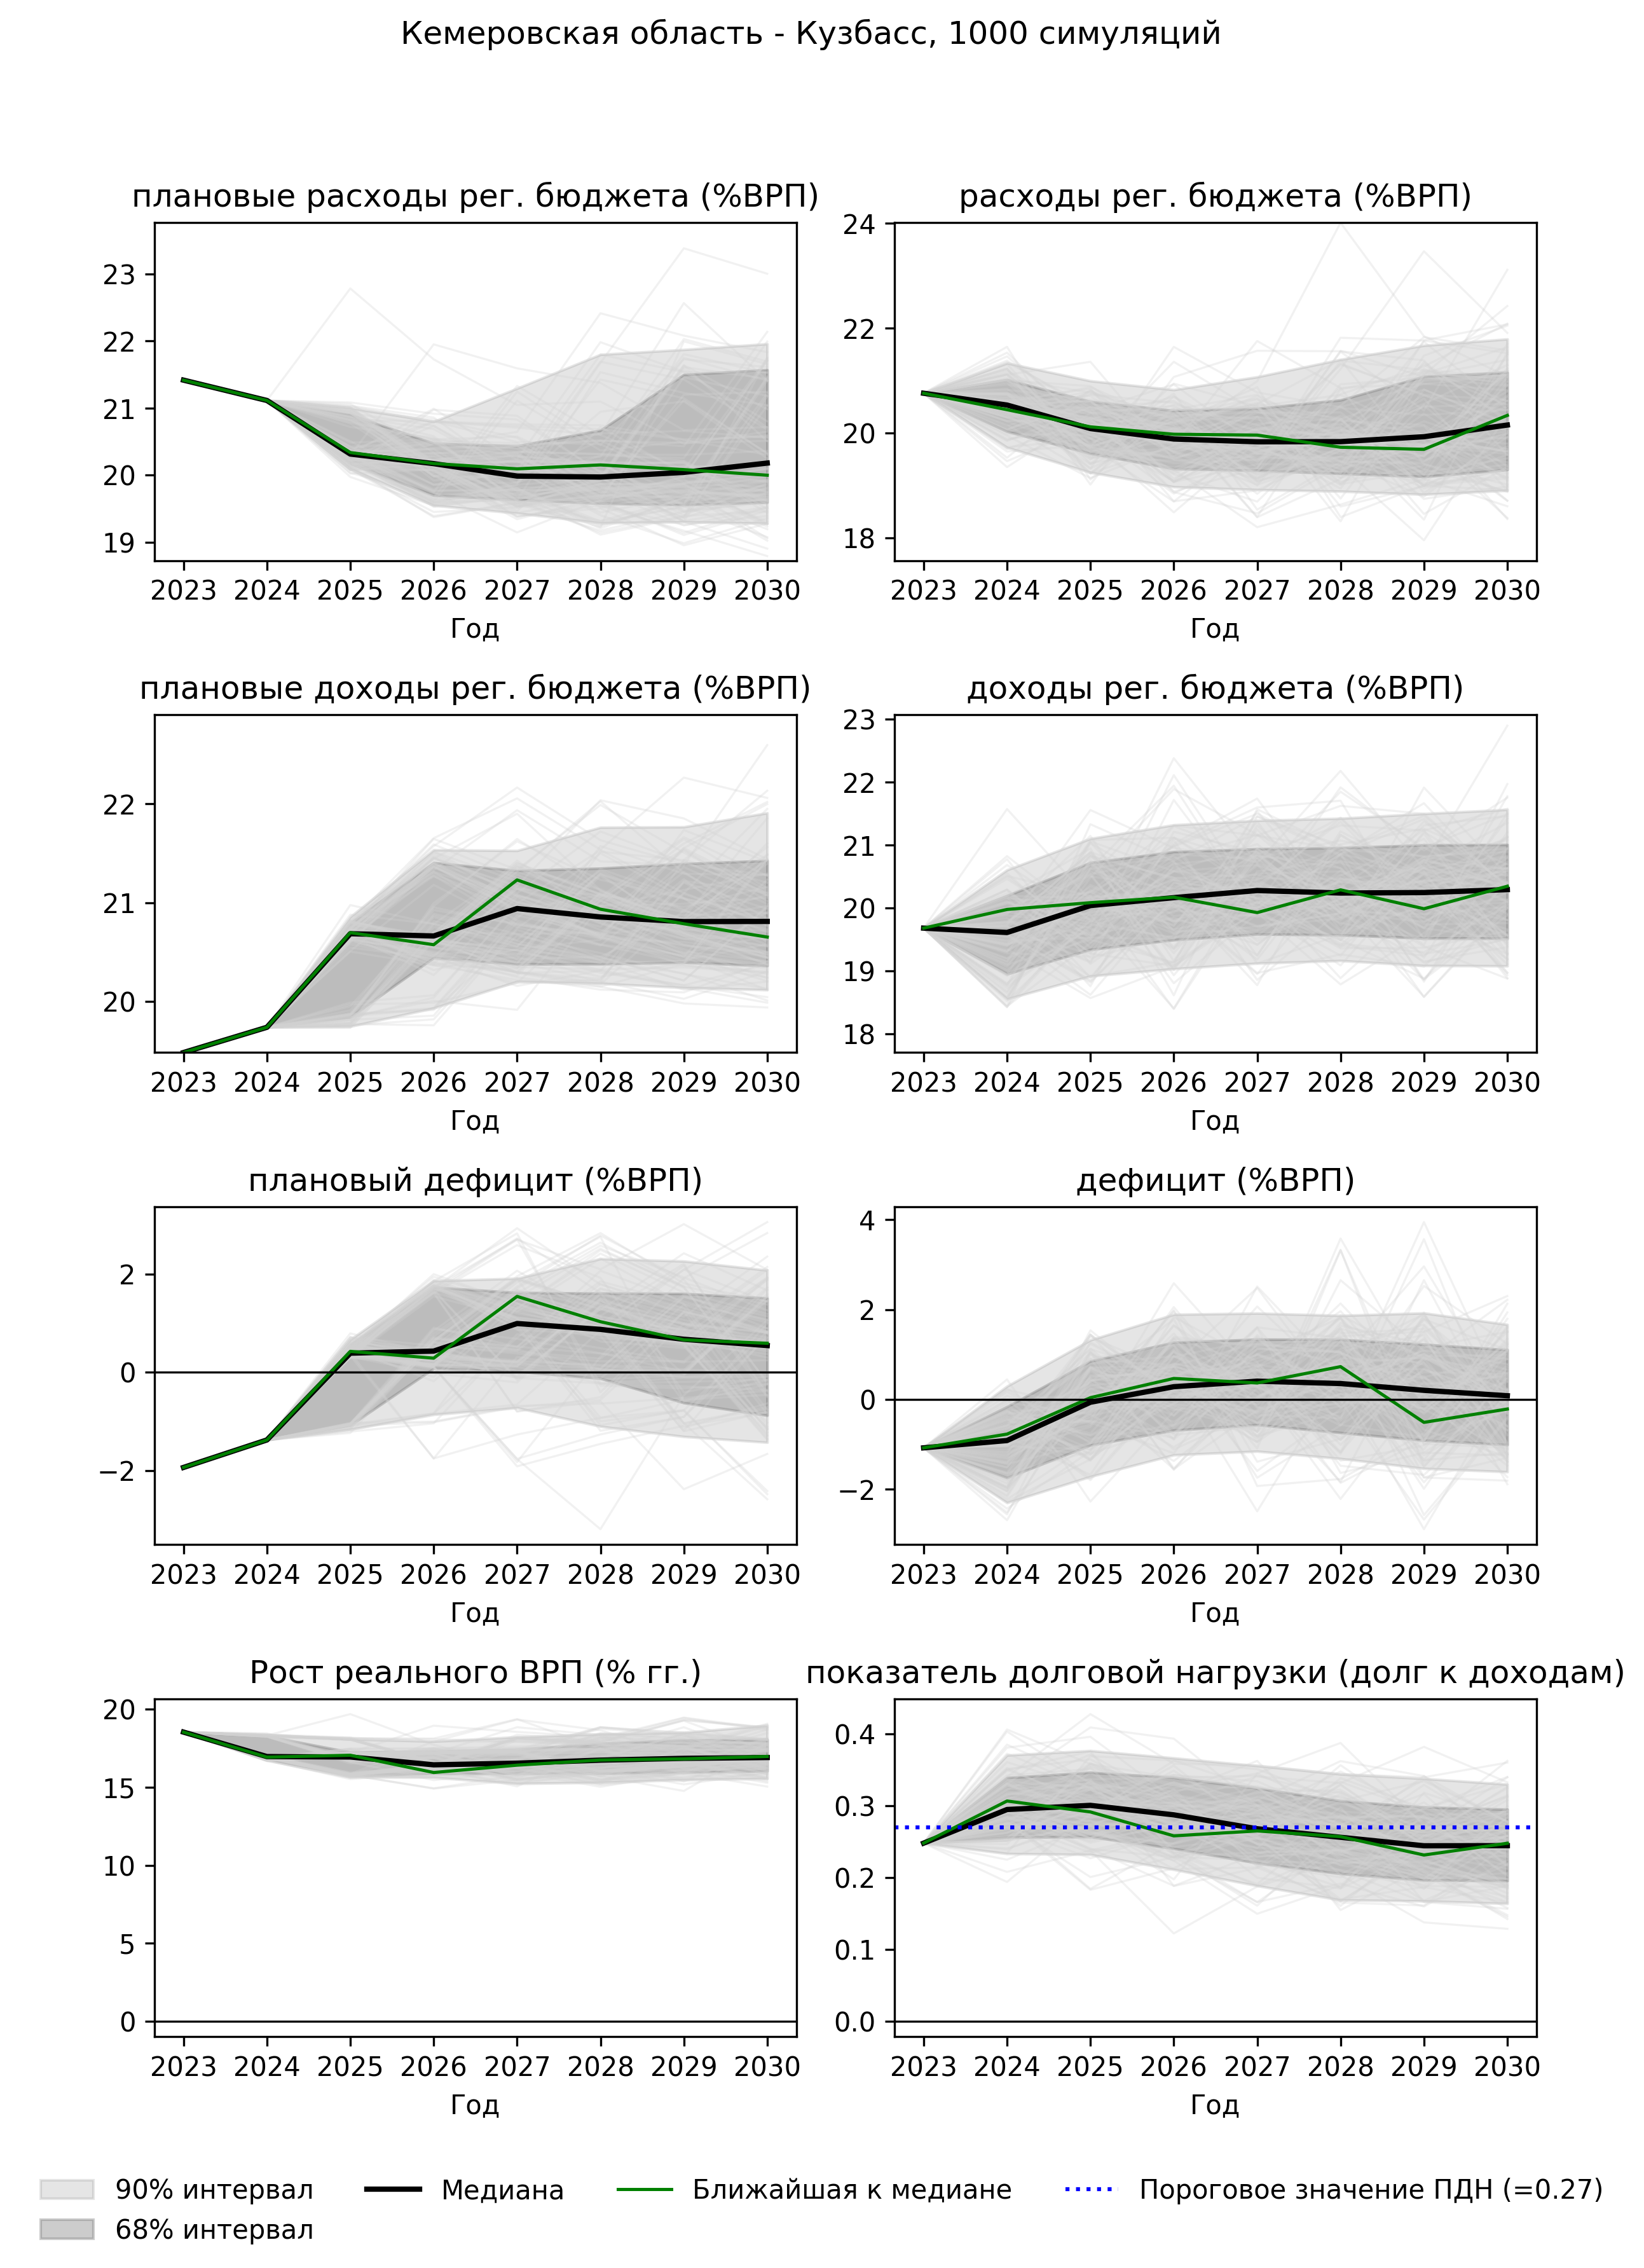 Кемеровская область - Кузбасс, 1000 симуляций
плановые расходы рег. бюджета (%ВРП)
23
22
21
20
19
2023 2024 2025 2026 2027 2028 2029 2030
Год
расходы рег. бюджета (%ВРП)
24
22
20
18
2023 2024 2025 2026 2027 2028 2029 2030
Год
плановые доходы рег. бюджета (%ВРП)
22
21
20
2023 2024 2025 2026 2027 2028 2029 2030
Год
доходы рег. бюджета (%ВРП)
23
22
21
20
19
18
2023 2024 2025 2026 2027 2028 2029 2030
Год
плановый дефицит (%ВРП)
2
0
−2
2023 2024 2025 2026 2027 2028 2029 2030
Год
дефицит (%ВРП)
4
2
0
−2
2023 2024 2025 2026 2027 2028 2029 2030
Год
Рост реального ВРП (% гг.)
20
15
10
5
0
2023 2024 2025 2026 2027 2028 2029 2030
Год
показатель долговой нагрузки (долг к доходам)
0.4
0.3
0.2
0.1
0.0
2023 2024 2025 2026 2027 2028 2029 2030
Год
90% интервал
68% интервал
Медиана
Ближайшая к медиане
Пороговое значение ПДН (=0.27)